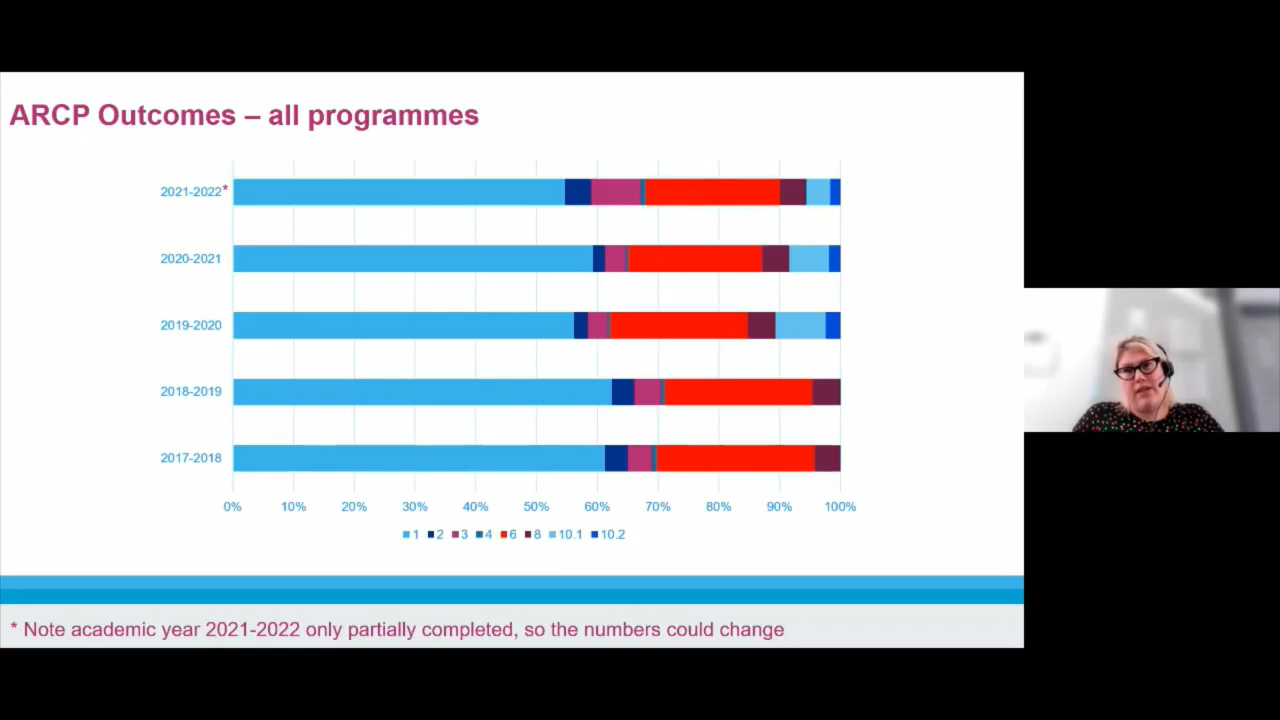 ARCP Outcomes – all programmes
2021-2022*
2020-2021
2019-2020
2018-2019
2017-2018
0% 10% 20% 30% 40% 50% 60% 70% 80% 90% 100%
1 2 3 4 6 8 10.1 10.2
* Note academic year 2021-2022 only partially completed, so the numbers could change